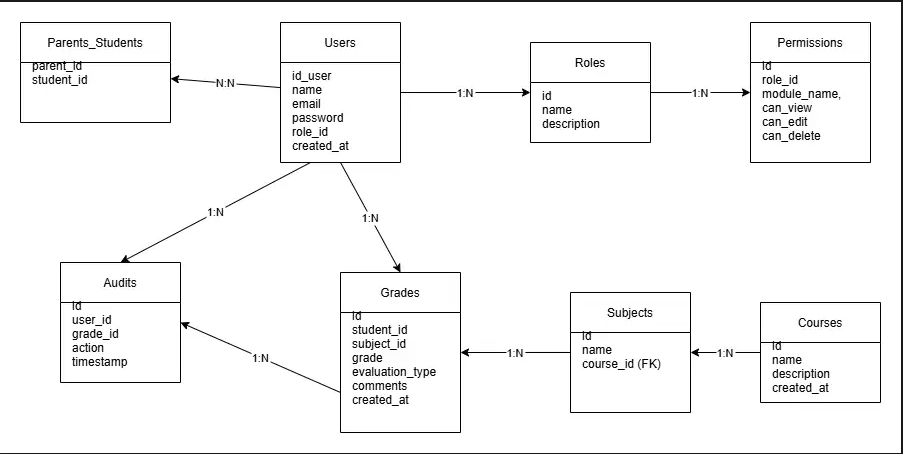 Parents_Students
parent_id
student_id
N:N
Users
id_user
name
email
password
role_id
created_at
1:N
Roles
id
name
description
1:N
Permissions
id
role_id
module_name,
can_view
can_edit
can_delete
1:N
1:N
Audits
id
user_id
grade_id
action
timestamp
1:N
Grades
id
student_id
subject_id
grade
evaluation_type
comments
created_at
1:N
Subjects
id
name
course_id (FK)
1:N
Courses
id
name
description
created_at